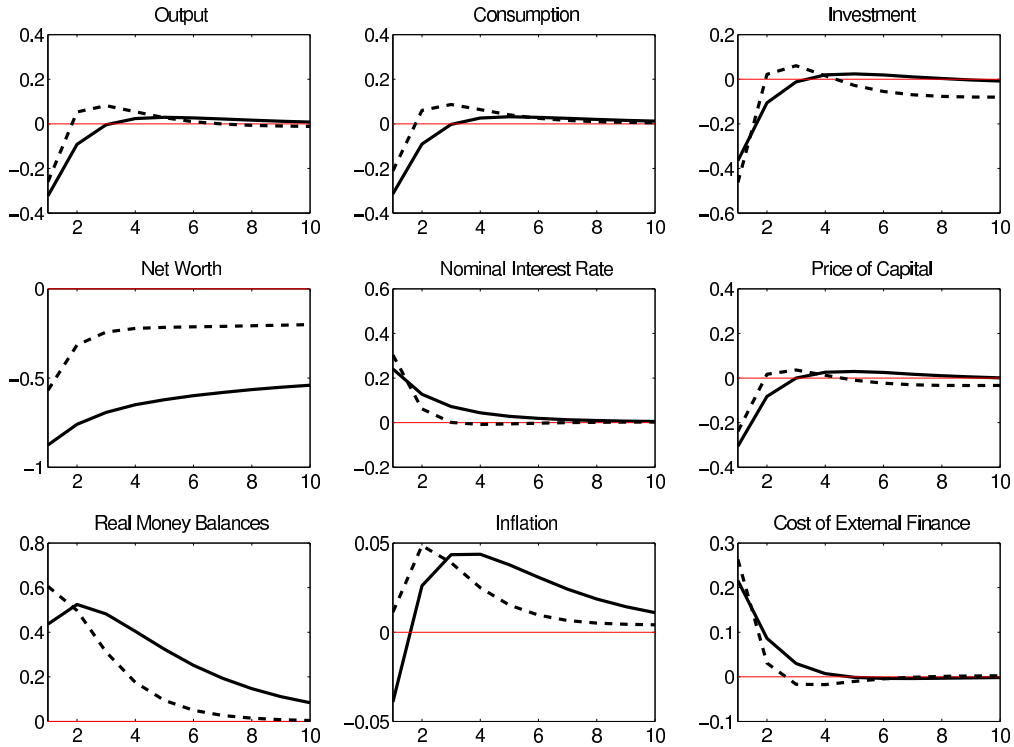 Output
Consumption
Investment
0.4
0.2
0
−0.2
−0.4
2 4 6 8 10
0.4
0.2
0
−0.2
−0.4
2 4 6 8 10
0.2
0
−0.2
−0.4
−0.6
2 4 6 8 10
Net Worth
Nominal Interest Rate
Price of Capital
0
−0.5
−1
2 4 6 8 10
0.6
0.4
0.2
0
−0.2
2 4 6 8 10
0.4
0.2
0
−0.2
−0.4
2 4 6 8 10
Real Money Balances
Inflation
Cost of External Finance
0.8
0.6
0.4
0.2
0
2 4 6 8 10
0.05
0
−0.05
2 4 6 8 10
0.3
0.2
0.1
0
−0.1
2 4 6 8 10